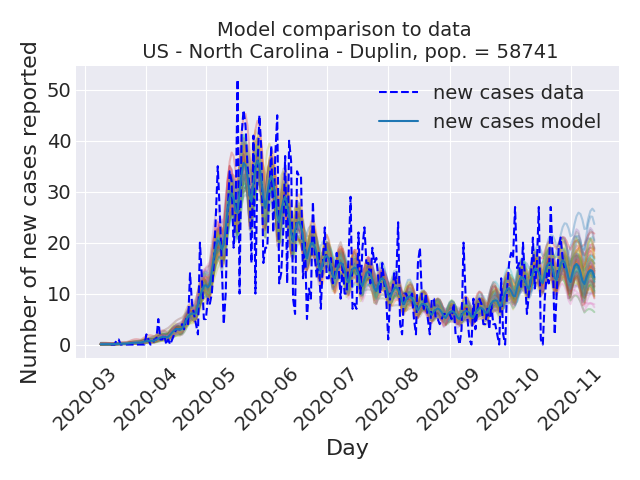 Model comparison to data
US - North Carolina - Duplin, pop. = 58741
Number of new cases reported
50
40
30
20
10
0
new cases data
new cases model
2020-03
2020-04
2020-05
2020-06
2020-07
2020-08
2020-09
2020-10
2020-11
Day